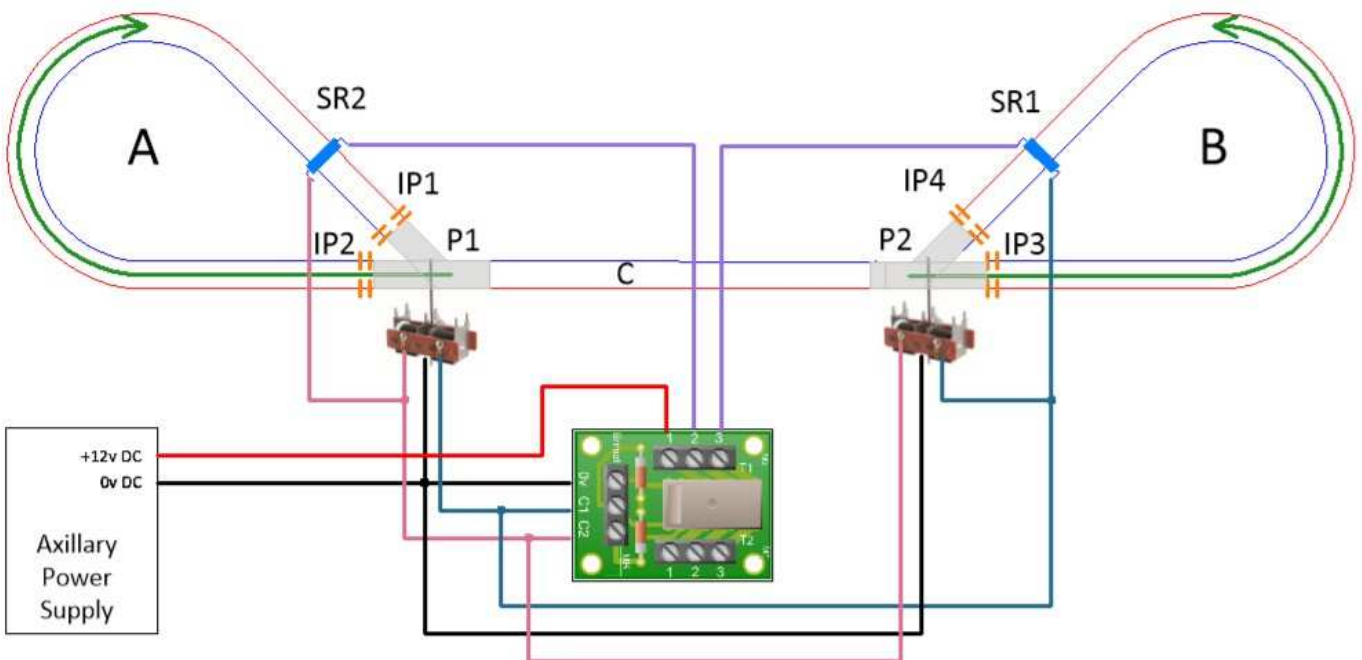 A
B
SR2
SR1
IP1
IP4
IP2
P1
P2
IP3
C
+12v DC
0v DC
Axillary
Power
Supply
1 2 3
T1
0v
C1
C2
T2
1 2 3